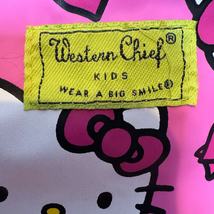 Western Chief®
KIDS
WEAR A BIG SMILE®